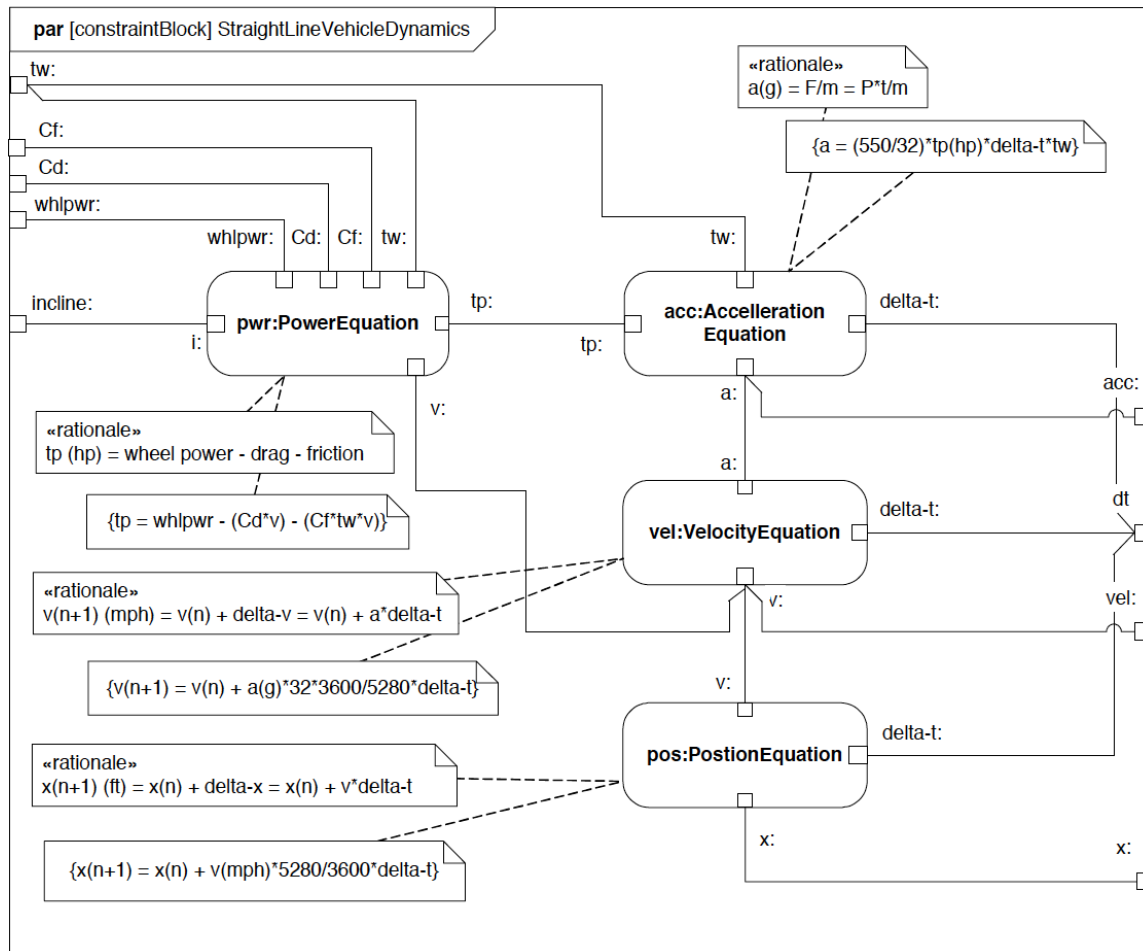 par [constraintBlock] StraightLineVehicleDynamics
tw:
Cf:
Cd:
whlpwr:
incline:
«rationale»
a(g) = F/m = P*t/m
{a = (550/32)*tp(hp)*delta-t*tw}
whlpwr:
Cd:
Cf:
tw:
tw:
pwr:PowerEquation
i:
tp:
tp:
acc:Accelleration
Equation
delta-t:
v:
a:
acc:
«rationale»
tp (hp) = wheel power - drag - friction
{tp = whlpwr - (Cd*v) - (Cf*tw*v)}
a:
vel:VelocityEquation
delta-t:
dt
«rationale»
v(n+1) (mph) = v(n) + delta-v = v(n) + a*delta-t
{v(n+1) = v(n) + a(g)*32*3600/5280*delta-t}
v:
vel:
v:
pos:PostionEquation
delta-t:
«rationale»
x(n+1) (ft) = x(n) + delta-x = x(n) + v*delta-t
{x(n+1) = x(n) + v(mph)*5280/3600*delta-t}
x:
x: